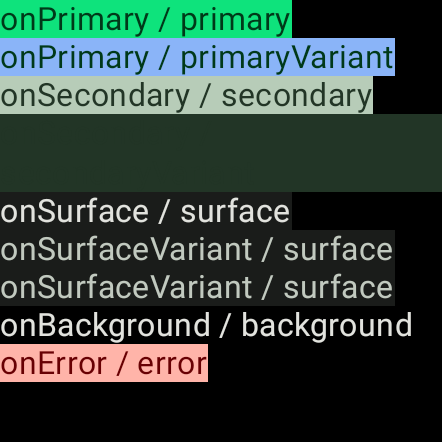 onPrimary / primary
onPrimary / primaryVariant
onSecondary / secondary
onSurface / surface
onSurfaceVariant / surface
onSurfaceVariant / surface
onBackground / background
onError / error